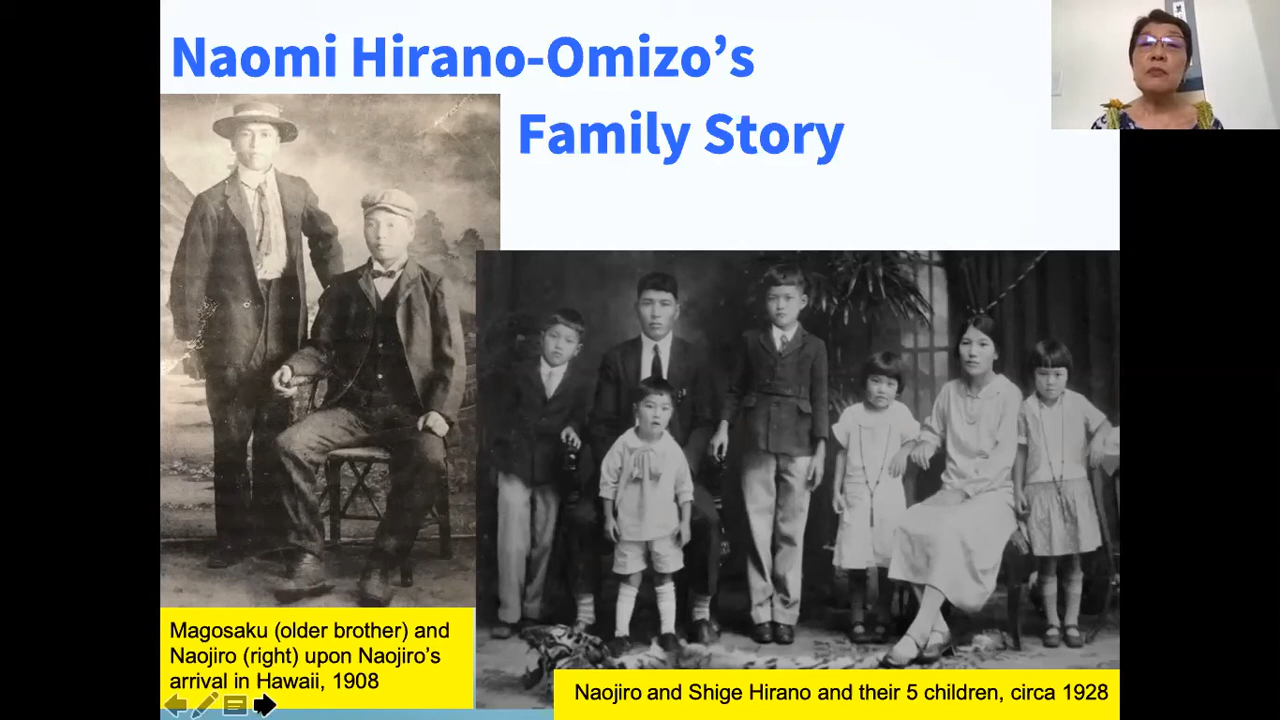 Naomi Hirano-Omizo’s
Family Story
Magosaku (older brother) and
Naojiro (right) upon Naojiro’s
arrival in Hawaii, 1908
Naojiro and Shige Hirano and their 5 children, circa 1928